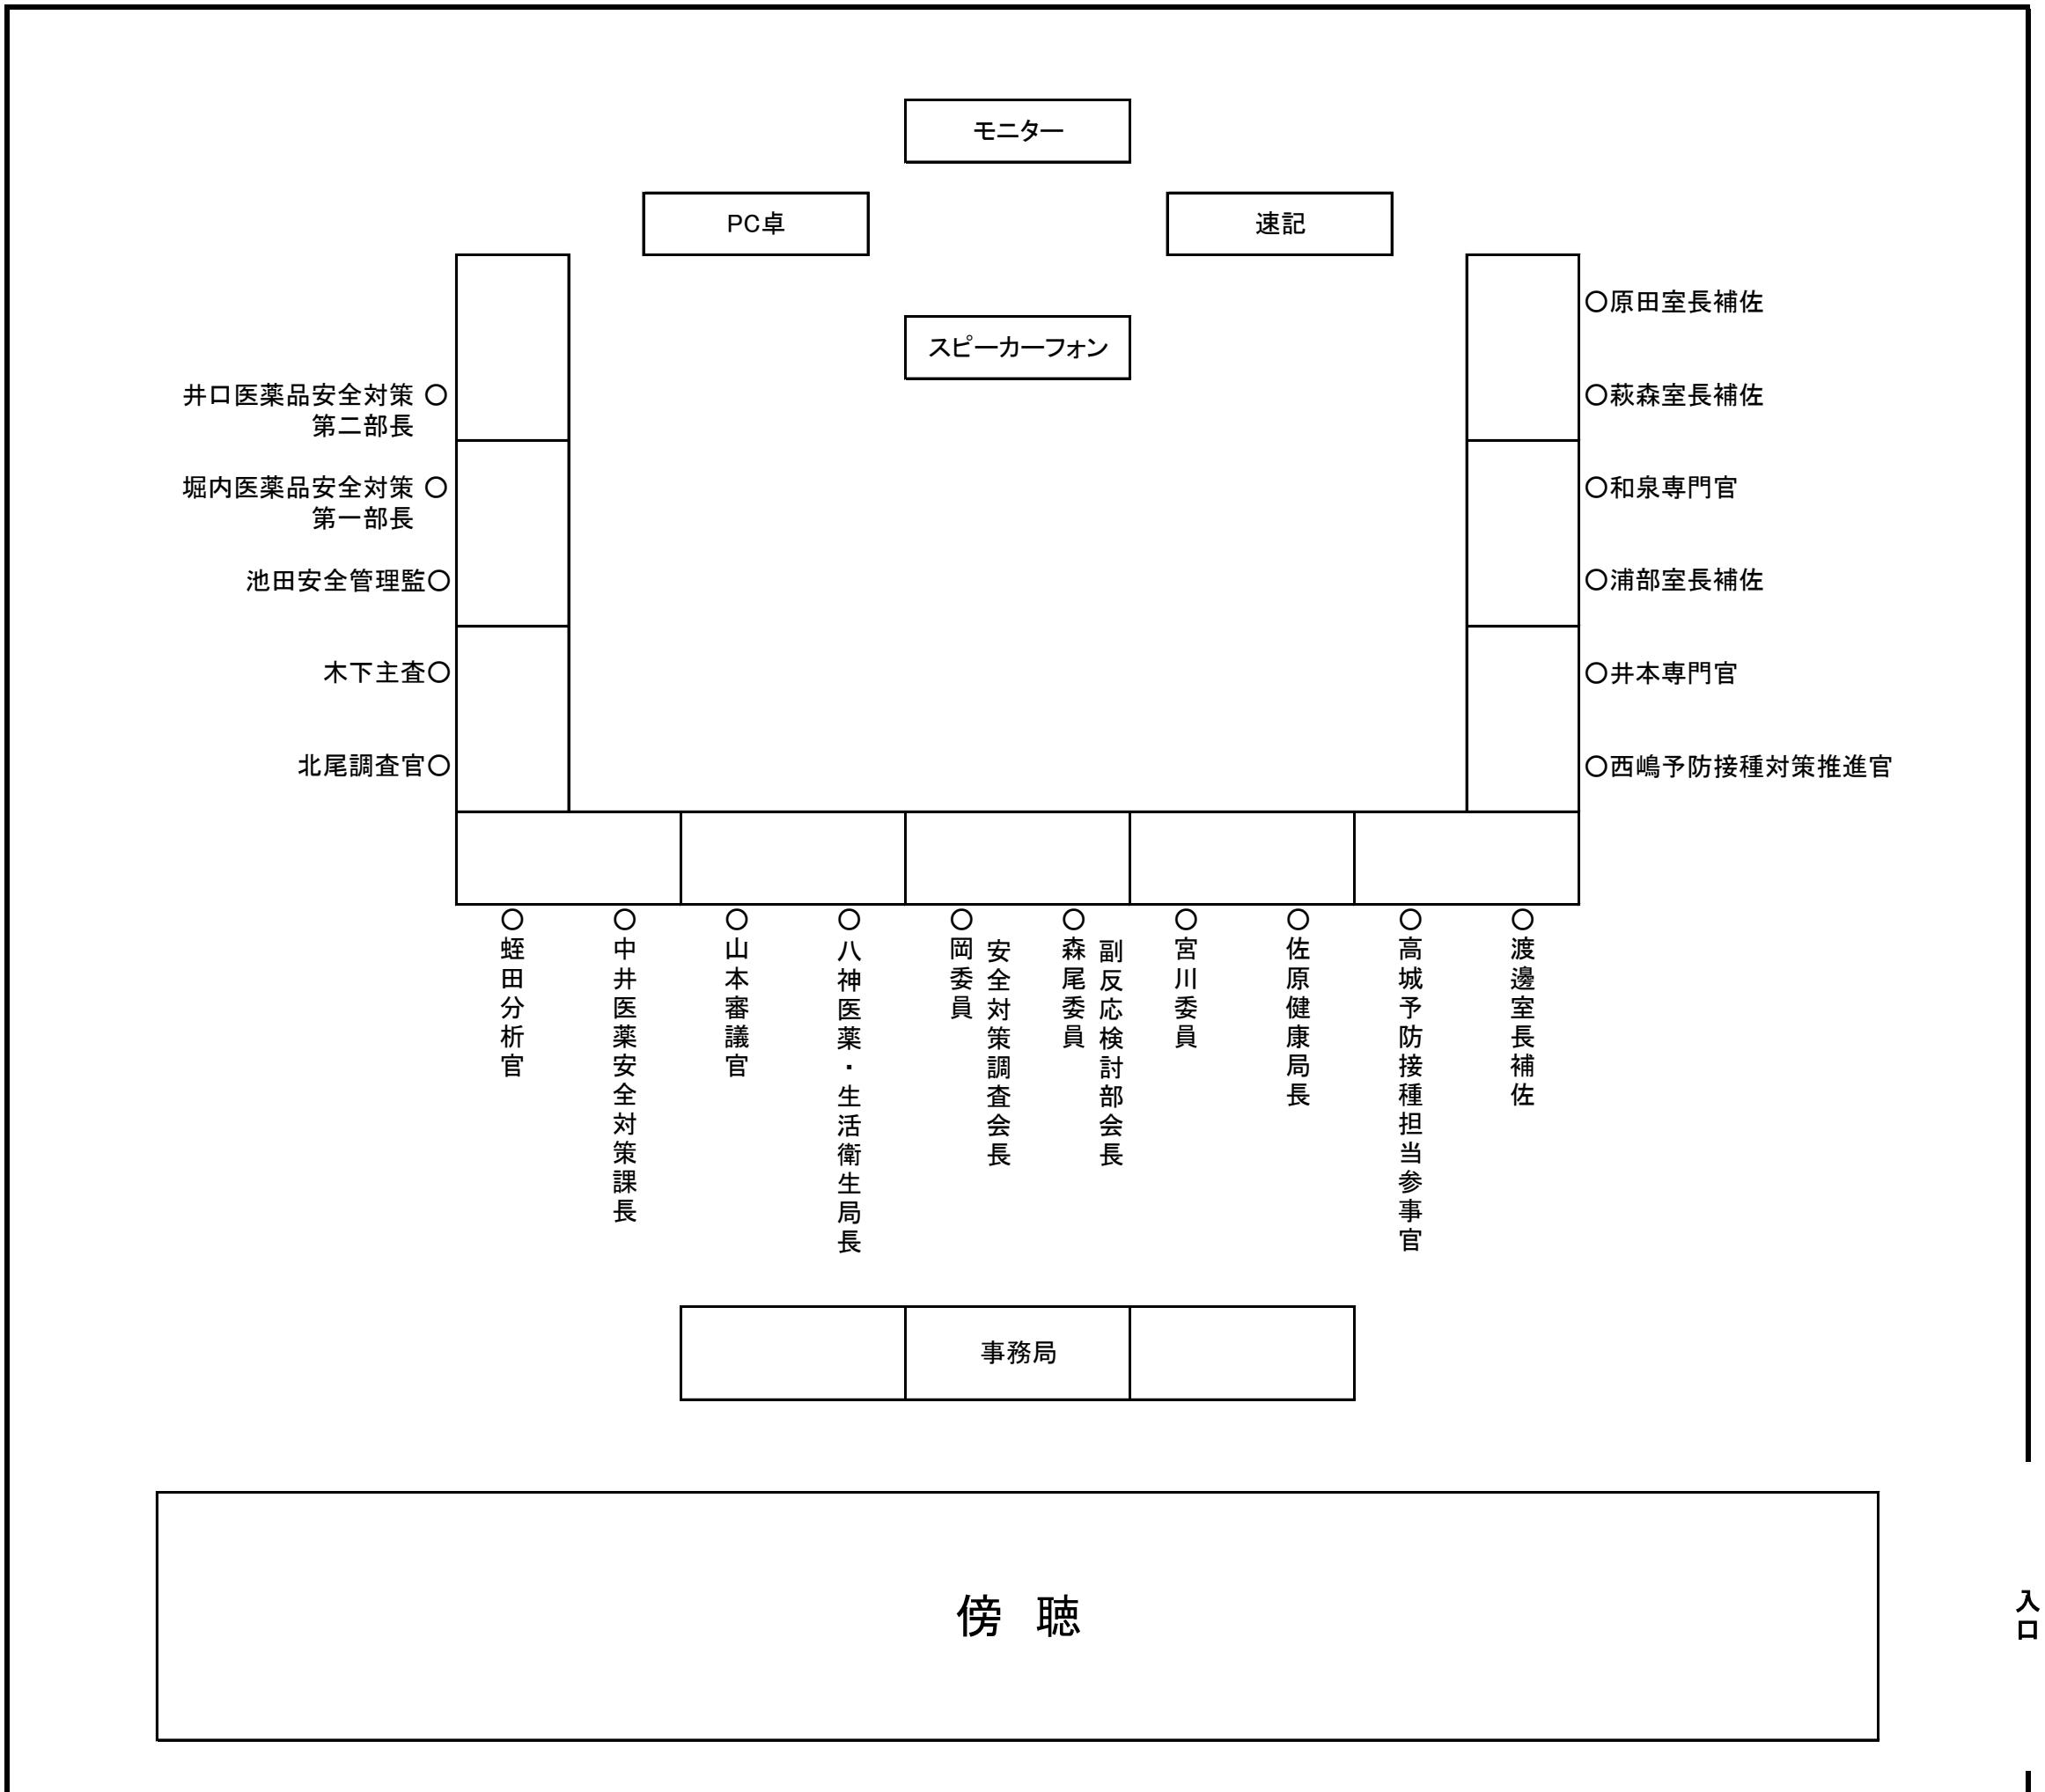 モニター
PC卓
速記
スピーカーフォン
○原田室長補佐
井口医薬品安全対策 ○
第二部長
○萩森室長補佐
堀内医薬品安全対策 ○
第一部長
○和泉専門官
池田安全管理監○
○浦部室長補佐
木下主査○
○井本専門官
北尾調査官○
○西嶋予防接種対策推進官
○蛭田分析官
○中井医薬安全対策課長
○山本審議官
○八神医薬・生活衛生局長
○岡委員
安全対策調査会長
○森尾委員
副反応検討部会長
○宮川委員
○佐原健康局長
○高城予防接種担当参事官
○渡邊室長補佐
事務局
傍 聴
入口